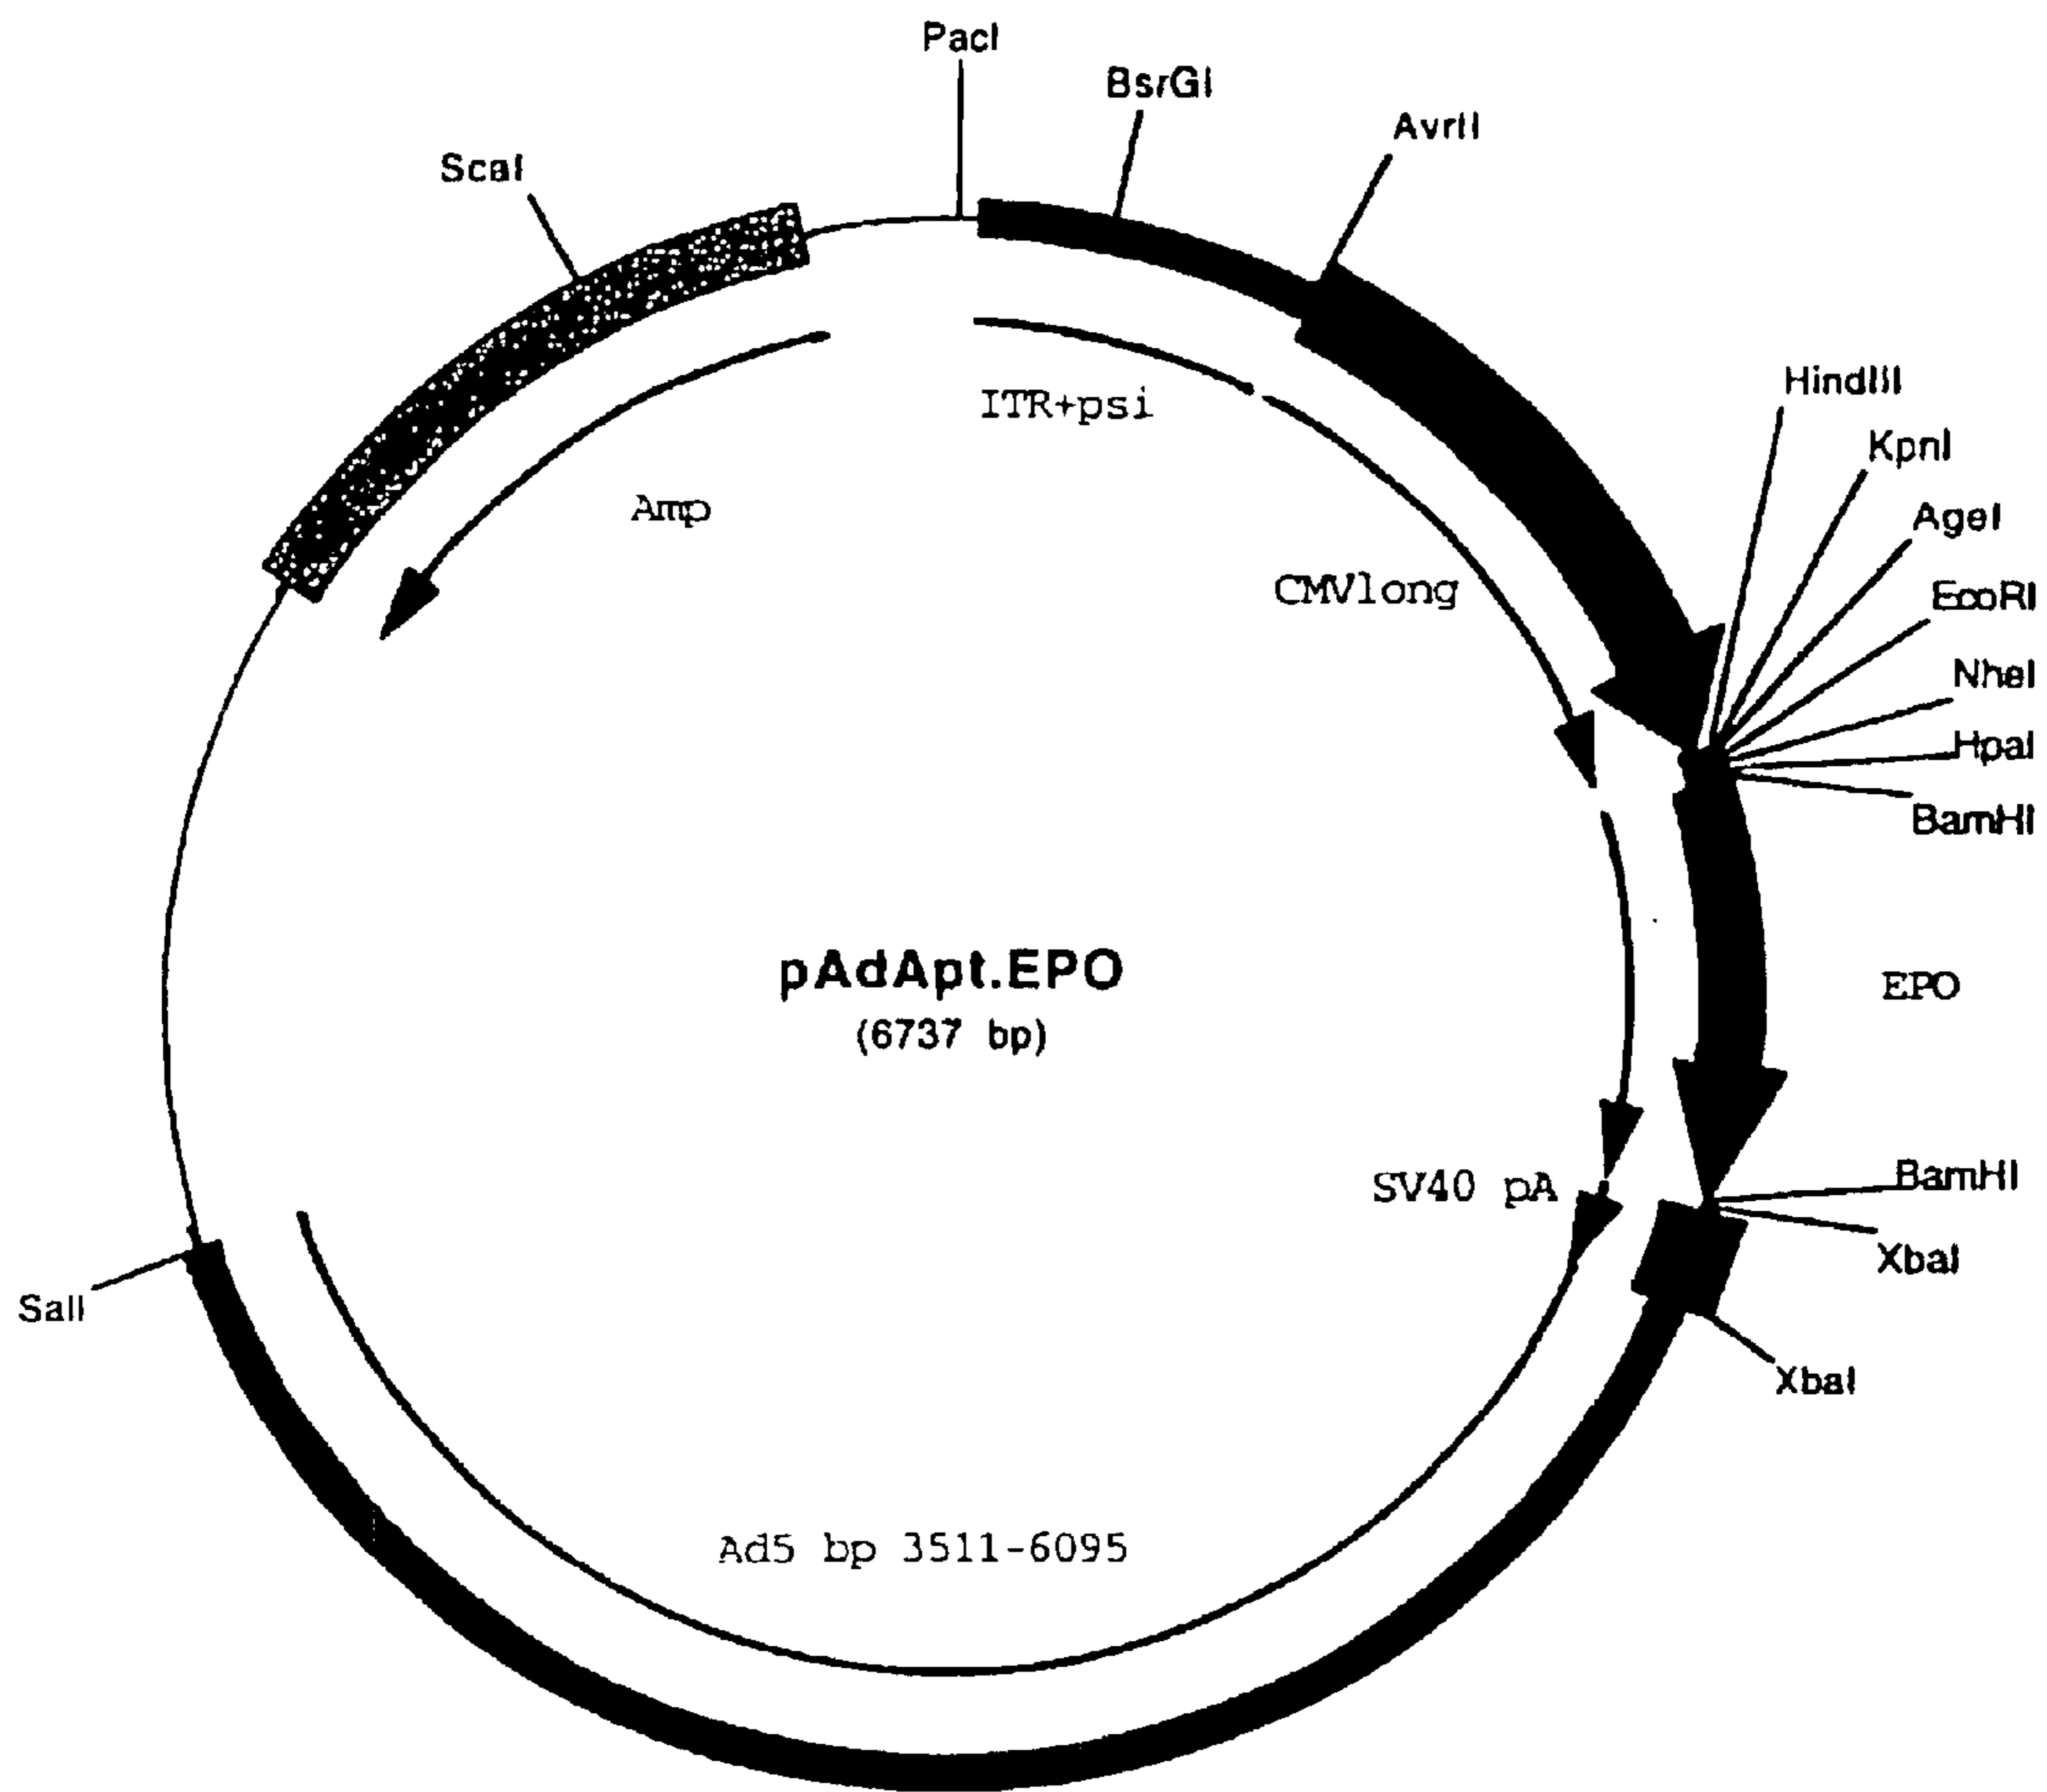 PacI
BsrGI
AvrII
ScaI
HindIII
KpnI
AgeI
EcoRI
NheI
HpaI
BamHI
ITR+psi
Amp
CMVlong
pAdApt.EPO
(6737 bp)
EPO
SV40 pA
BamHI
XbaI
XbaI
SalI
Ad5 bp 3511-6095